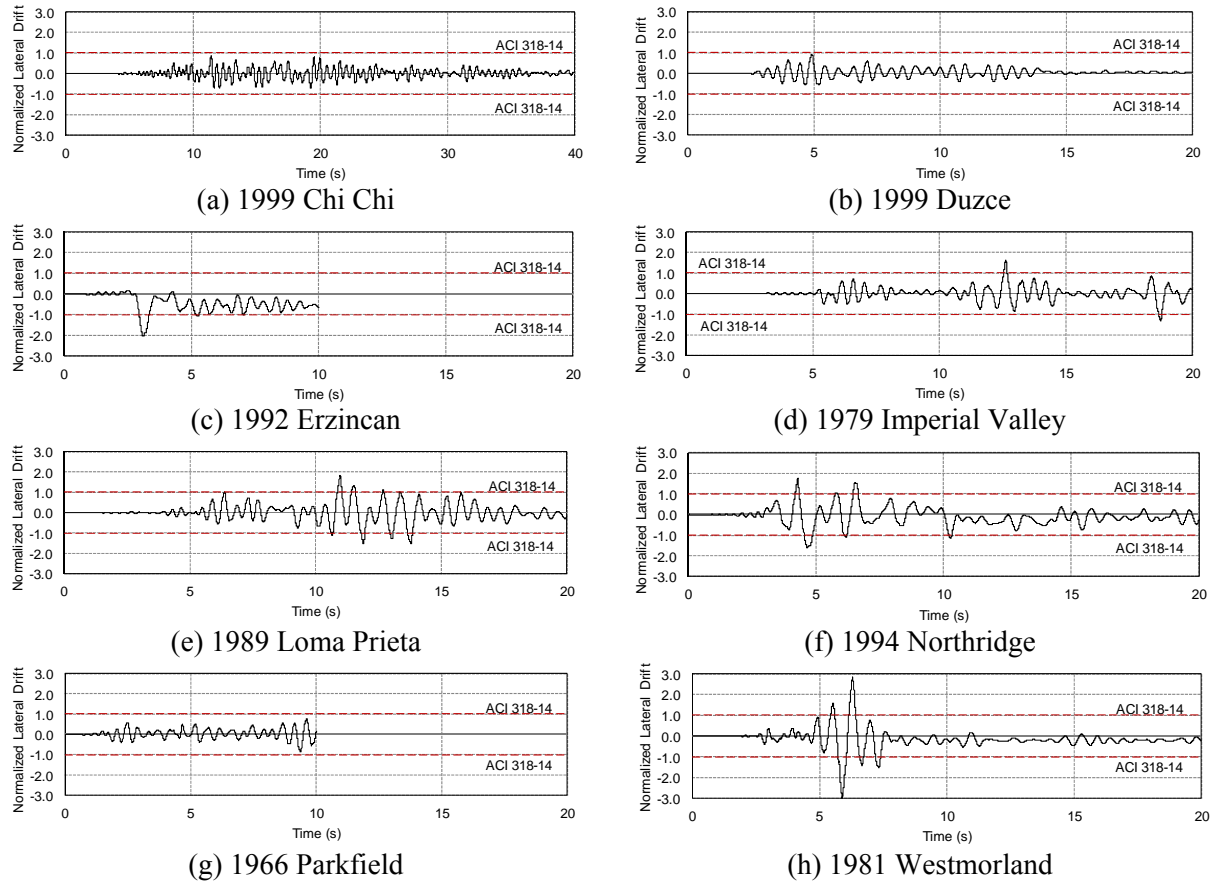 Normalized Lateral Drift
3.0
2.0
1.0
0.0
-1.0
-2.0
-3.0
ACI 318-14
ACI 318-14
0 10 20 30 40
Time (s)
(a) 1999 Chi Chi
Normalized Lateral Drift
3.0
2.0
1.0
0.0
-1.0
-2.0
-3.0
ACI 318-14
ACI 318-14
0 5 10 15 20
Time (s)
(b) 1999 Duzce
Normalized Lateral Drift
3.0
2.0
1.0
0.0
-1.0
-2.0
-3.0
ACI 318-14
ACI 318-14
0 5 10 15 20
Time (s)
(c) 1992 Erzincan
Normalized Lateral Drift
3.0
2.0
1.0
0.0
-1.0
-2.0
-3.0
ACI 318-14
ACI 318-14
0 5 10 15 20
Time (s)
(d) 1979 Imperial Valley
Normalized Lateral Drift
3.0
2.0
1.0
0.0
-1.0
-2.0
-3.0
ACI 318-14
ACI 318-14
0 5 10 15 20
Time (s)
(e) 1989 Loma Prieta
Normalized Lateral Drift
3.0
2.0
1.0
0.0
-1.0
-2.0
-3.0
ACI 318-14
ACI 318-14
0 5 10 15 20
Time (s)
(f) 1994 Northridge
Normalized Lateral Drift
3.0
2.0
1.0
0.0
-1.0
-2.0
-3.0
ACI 318-14
ACI 318-14
0 5 10 15 20
Time (s)
(g) 1966 Parkfield
Normalized Lateral Drift
3.0
2.0
1.0
0.0
-1.0
-2.0
-3.0
ACI 318-14
ACI 318-14
0 5 10 15 20
Time (s)
(h) 1981 Westmorland